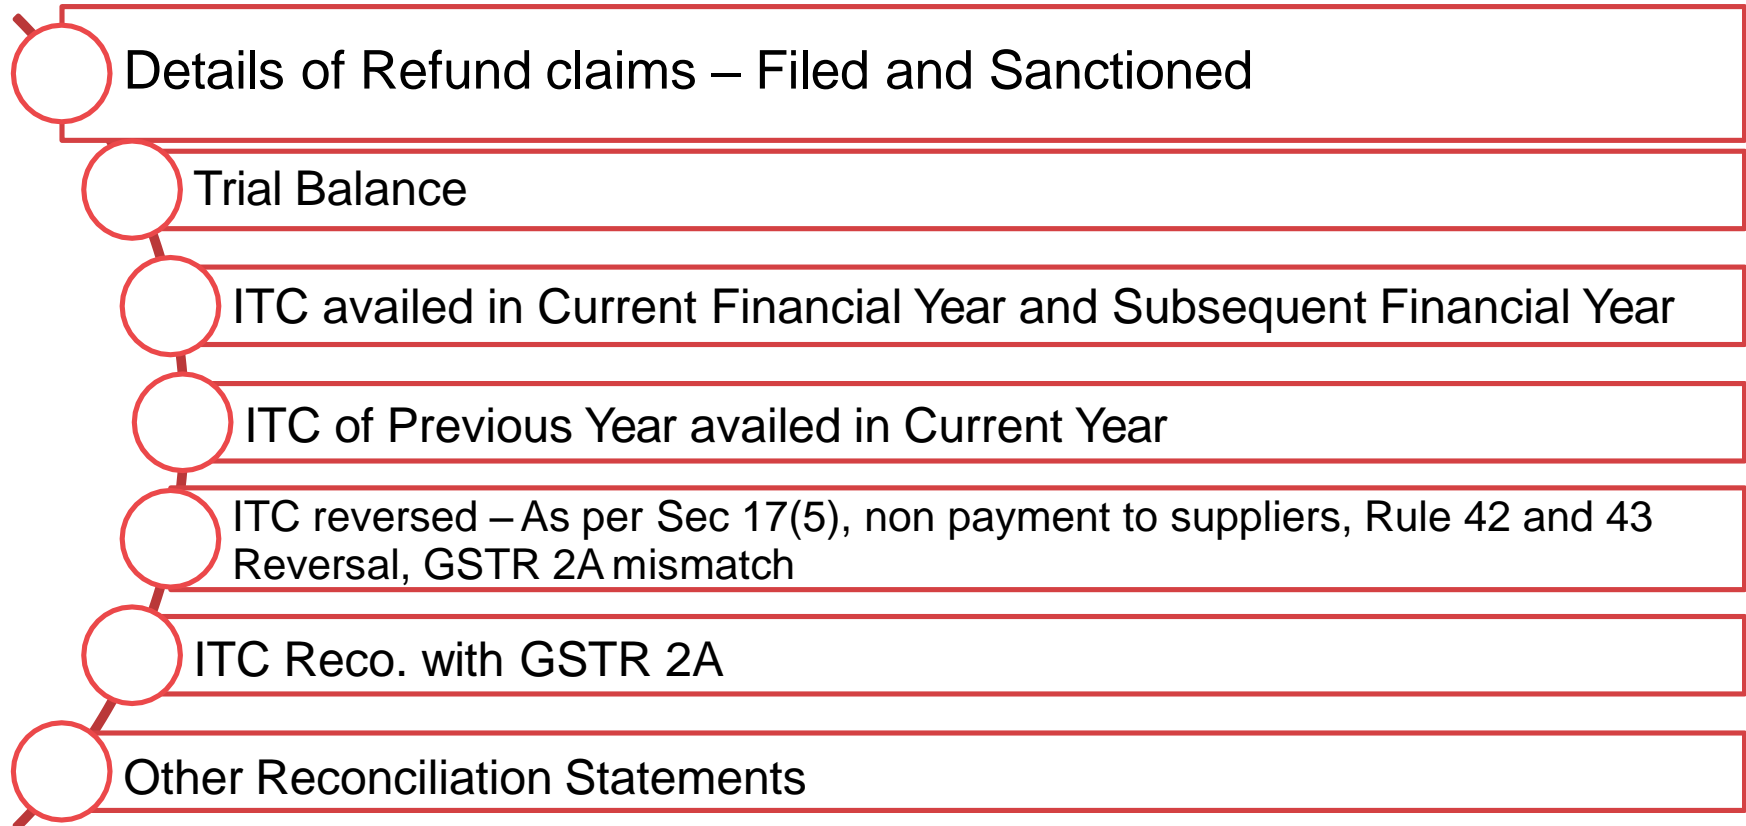 Details of Refund claims – Filed and Sanctioned
Trial Balance
ITC availed in Current Financial Year and Subsequent Financial Year
ITC of Previous Year availed in Current Year
ITC reversed – As per Sec 17(5), non payment to suppliers, Rule 42 and 43
Reversal, GSTR 2A mismatch
ITC Reco. with GSTR 2A
Other Reconciliation Statements